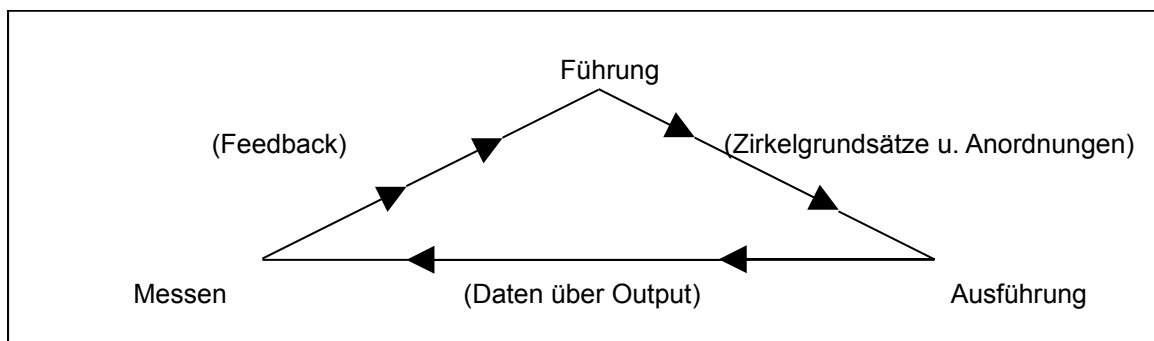 Führung
(Feedback)
(Zirkelgrundsätze u. Anordnungen)
Messen
(Daten über Output)
Ausführung